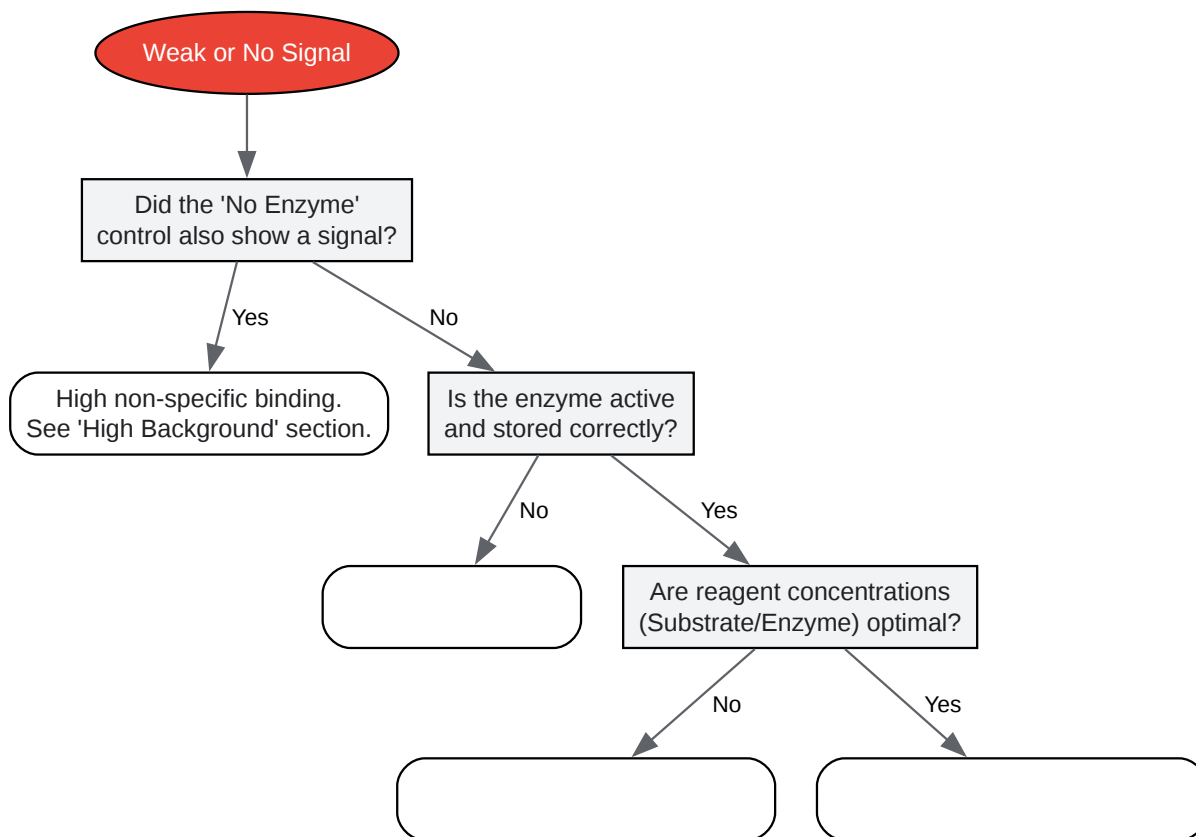 Weak or No Signal
Did the 'No Enzyme'
control also show a signal?
Yes
No
High non-specific binding.
See 'High Background' section.
Is the enzyme active
and stored correctly?
No
Yes
Are reagent concentrations
(Substrate/Enzyme) optimal?
No
Yes